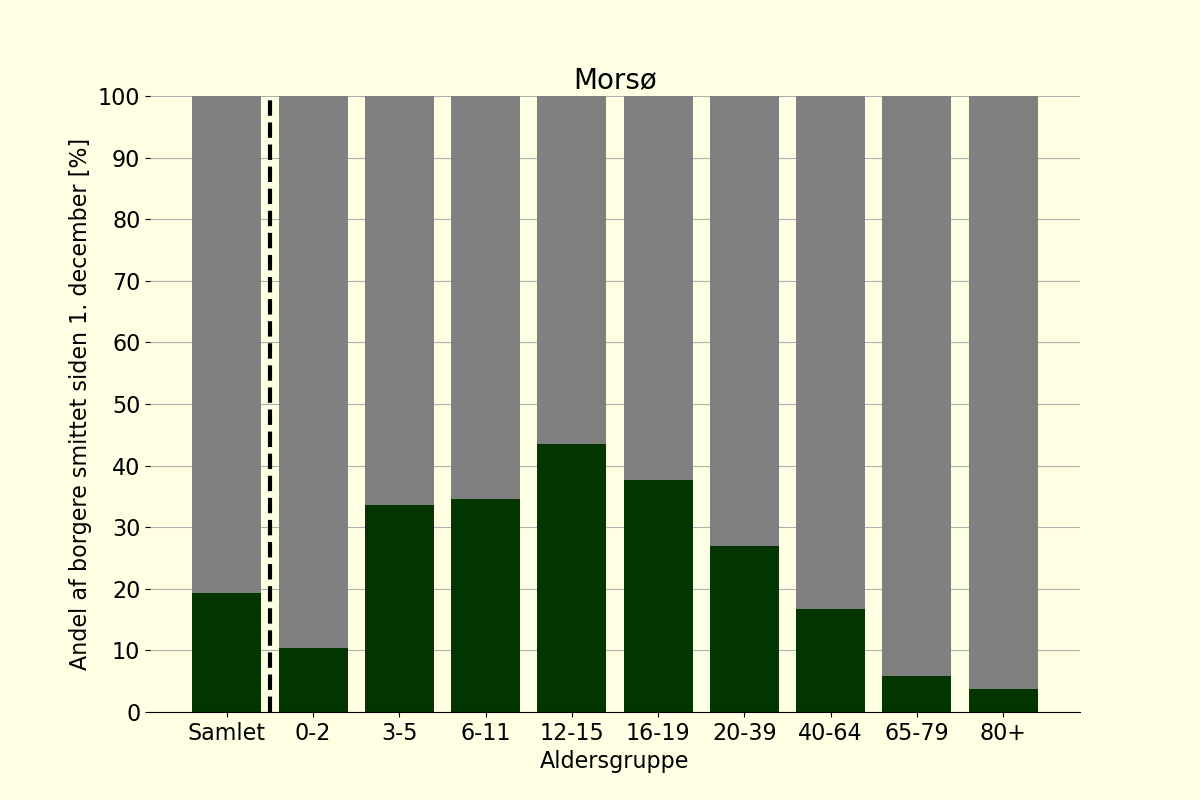 Morsø
Andel af borgere smittet siden 1. december [%]
100
90
80
70
60
50
40
30
20
10
0
Samlet 0-2 3-5 6-11 12-15 16-19 20-39 40-64 65-79 80+
Aldersgruppe